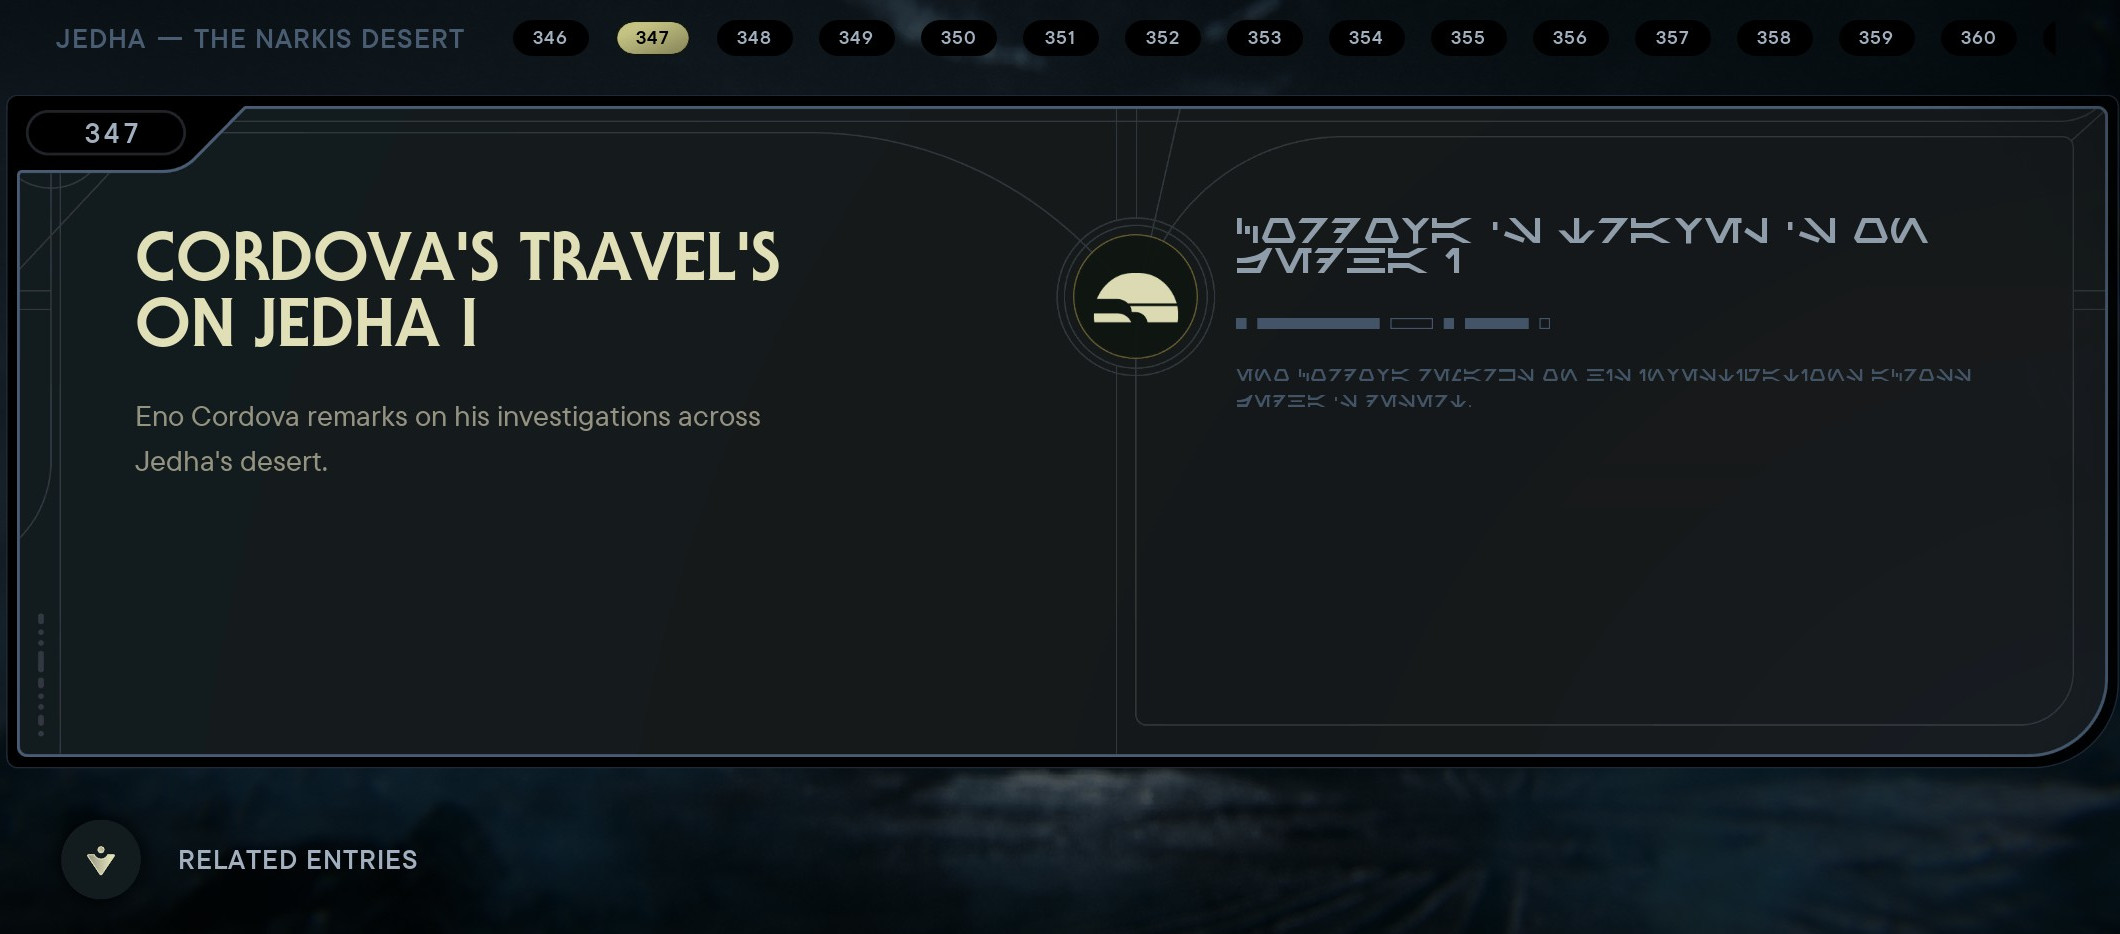 JEDHA — THE NARKIS DESERT
346 347 348 349 350 351 352 353 354 355 356 357 358 359 360
347
CORDOVA'S TRAVEL'S
ON JEDHA I
Eno Cordova remarks on his investigations across
Jedha's desert.
RELATED ENTRIES